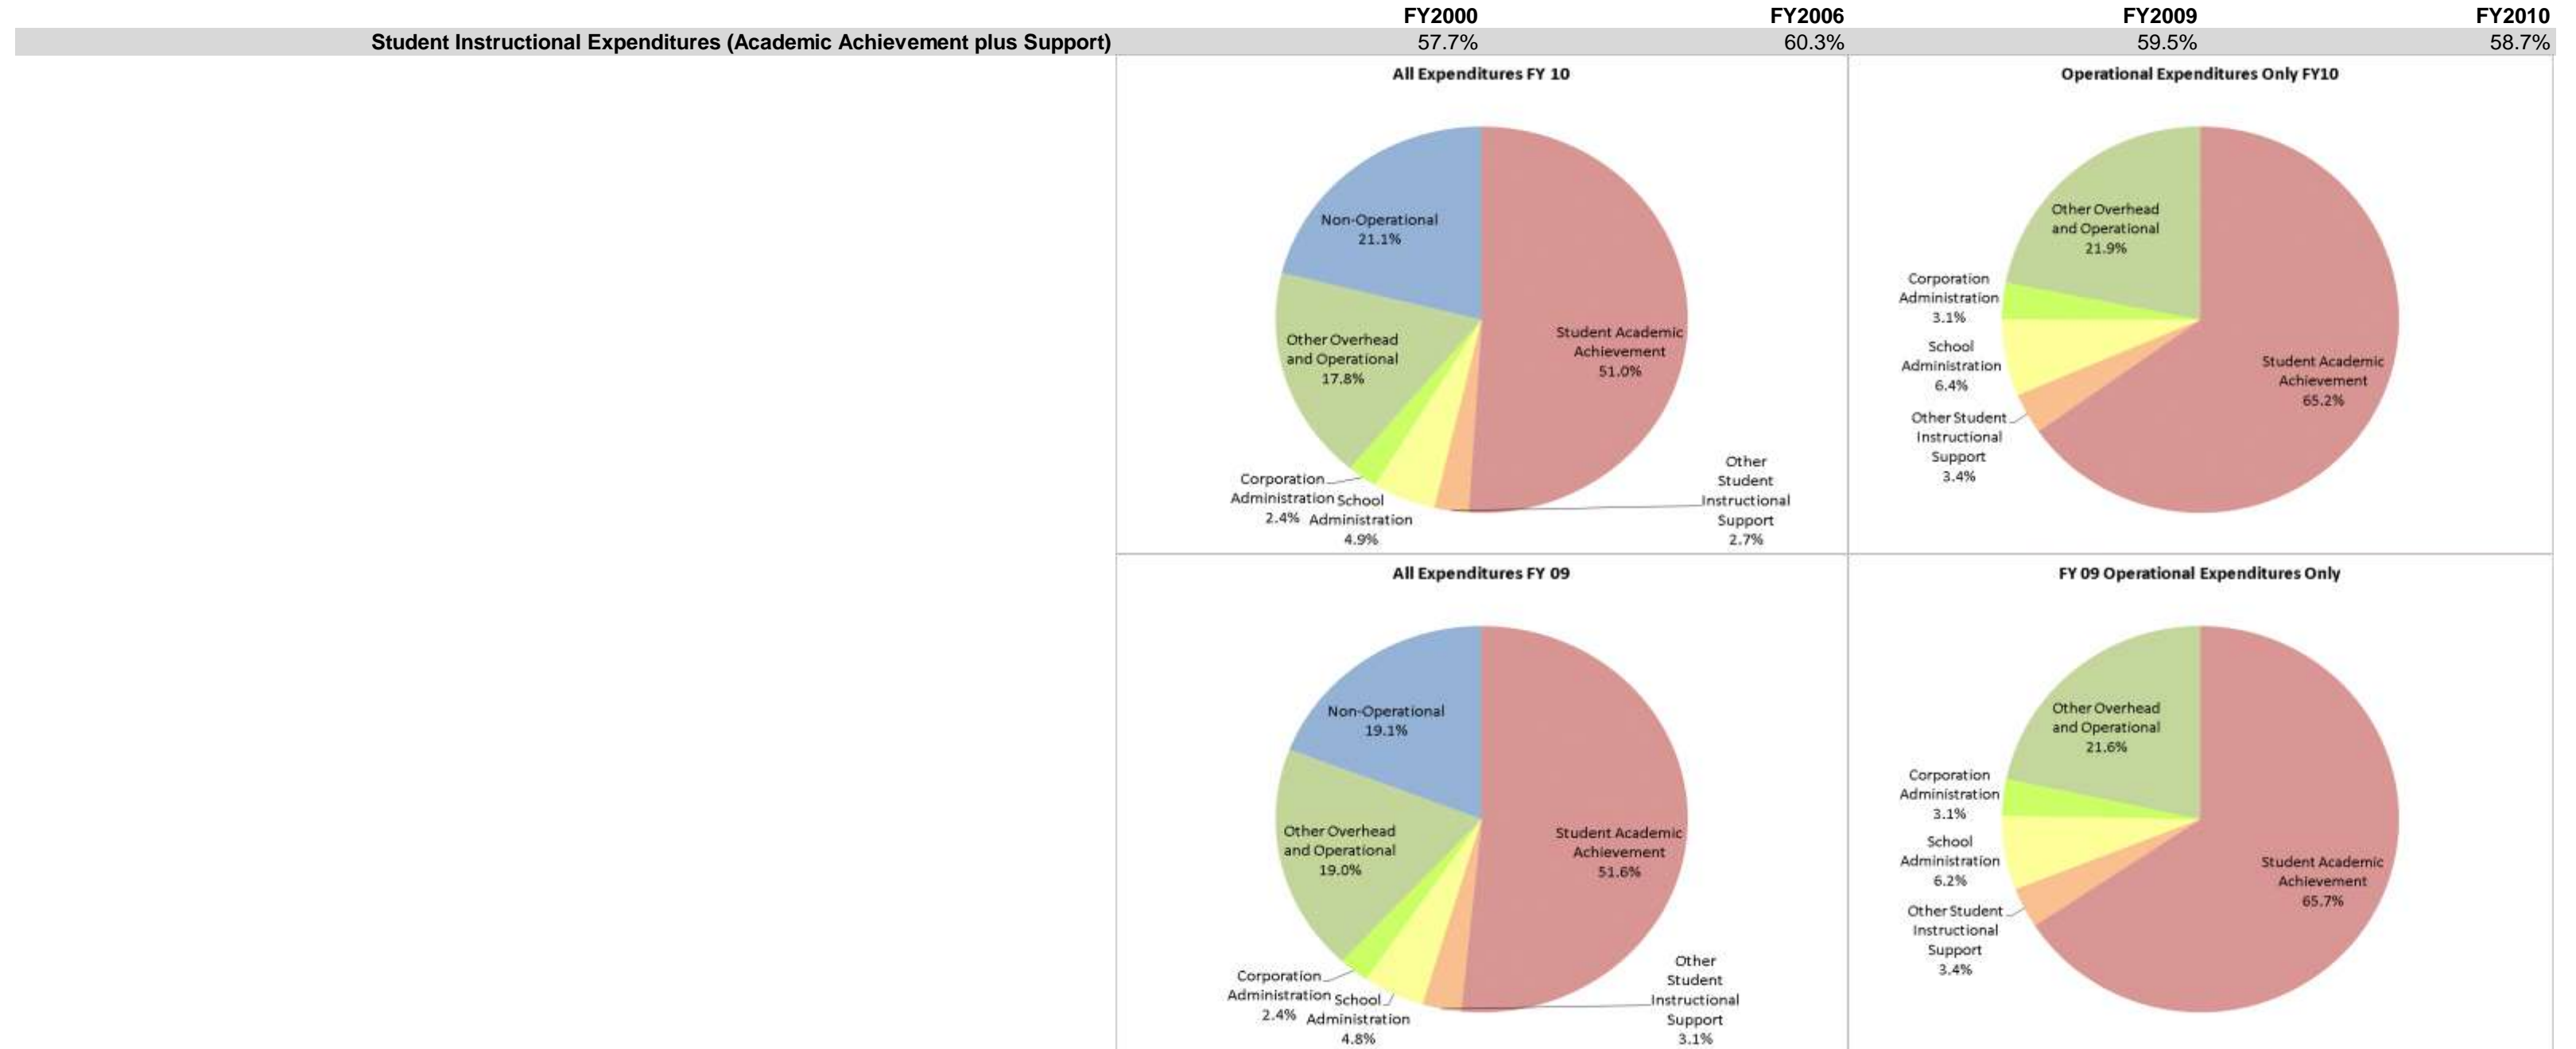 FY2000 FY2006 FY2009 FY2010
Student Instructional Expenditures (Academic Achievement plus Support) 57.7% 60.3% 59.5% 58.7%
All Expenditures FY 10
Non-Operational
21.1%
Other Overhead
and Operational
17.8%
Corporation
Administration
2.4%
School
Administration
4.9%
Other
Student
Instructional
Support
2.7%
Student Academic
Achievement
51.0%
Operational Expenditures Only FY10
Other Overhead
and Operational
21.9%
Corporation
Administration
3.1%
School
Administration
6.4%
Other Student
Instructional
Support
3.4%
Student Academic
Achievement
65.2%
All Expenditures FY 09
Non-Operational
19.1%
Other Overhead
and Operational
19.0%
Corporation
Administration
2.4%
School
Administration
4.8%
Other
Student
Instructional
Support
3.1%
Student Academic
Achievement
51.6%
FY 09 Operational Expenditures Only
Other Overhead
and Operational
21.6%
Corporation
Administration
3.1%
School
Administration
6.2%
Other Student
Instructional
Support
3.4%
Student Academic
Achievement
65.7%